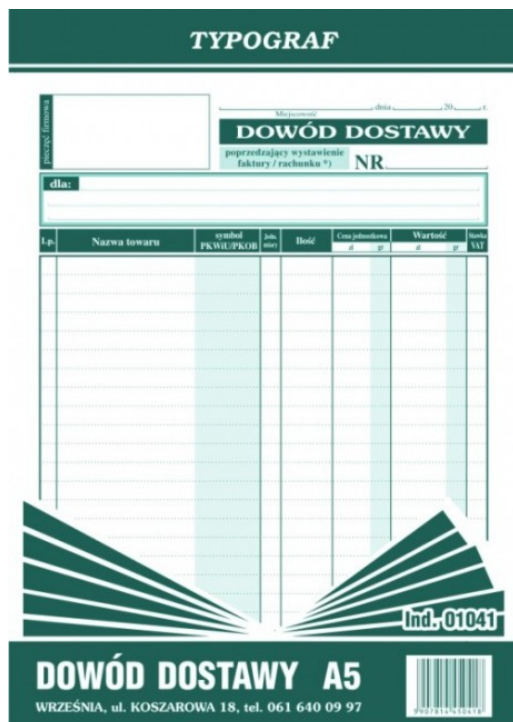 TYPOGRAF
pieczęć firmowa
Miejscowość dnia 20 r.
DOWÓD DOSTAWY
poprzedzający wystawienie
faktury / rachunku *)
NR
dla:
Lp. Nazwa towaru symbol PKWiU/PKOB Jedn. miary Ilość Cena jednostkowa zł gr Wartość zł gr Stawka VAT
Ind. 01041
DOWÓD DOSTAWY A5
WRZEŚNIA, ul. KOSZAROWA 18, tel. 061 640 09 97